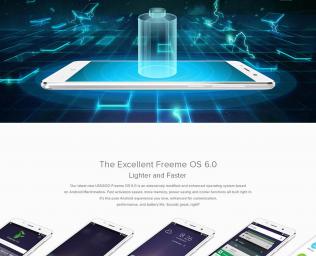 The Excellent Freeme OS 6.0
Lighter and Faster
Our latest new UMIDIGI Freeme OS 6.0 is an extensively modified and enhanced operating system based
on Android Marshmallow. Fast activation saves, more memory, power saving and cooler functions all built right in.
It's the pure Android experience you love, enhanced for customization,
performance, and battery life. Sounds great, right?